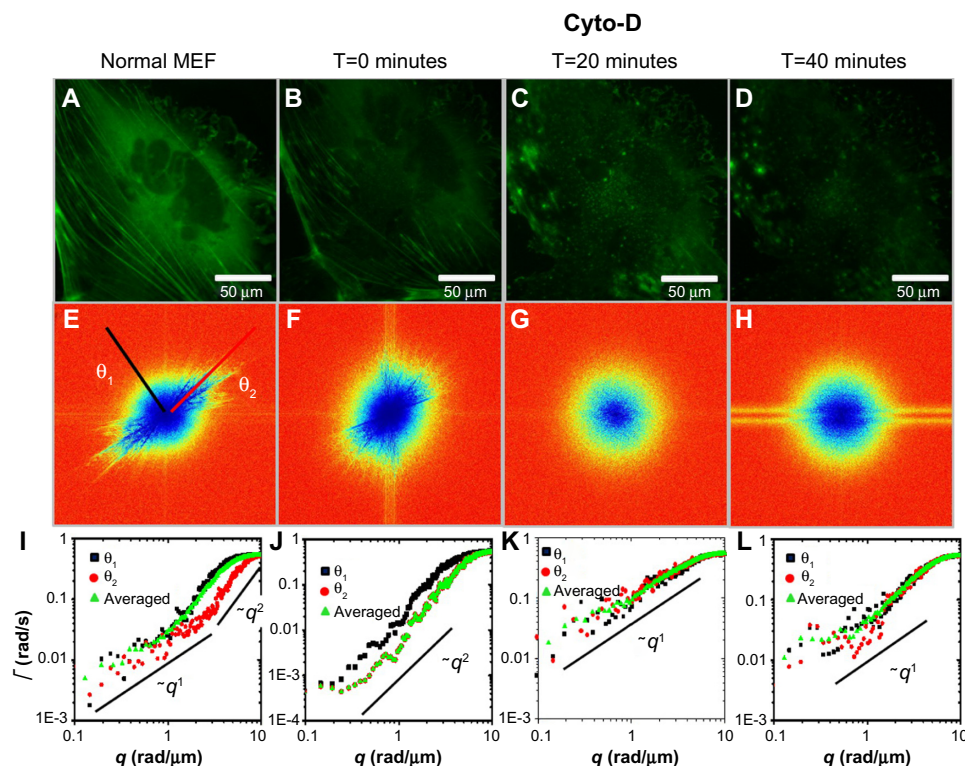 Cyto-D
Normal MEF
T=0 minutes
T=20 minutes
T=40 minutes
A
B
C
D
50 μm
50 μm
50 μm
50 μm
E
F
G
H
θ1
θ2
I
J
K
L
1
1
1
1
θ1
θ2
Averaged
θ1
θ2
Averaged
θ1
θ2
Averaged
θ1
θ2
Averaged
Γ (rad/s)
0.1
0.01
1E-3
~q1
~q2
0.1
0.01
1E-3
1E-4
~q2
0.1
0.01
1E-3
~q1
0.1
0.01
1E-3
~q1
0.1
1
10
0.1
1
10
0.1
1
10
0.1
1
10
q (rad/μm)
q (rad/μm)
q (rad/μm)
q (rad/μm)